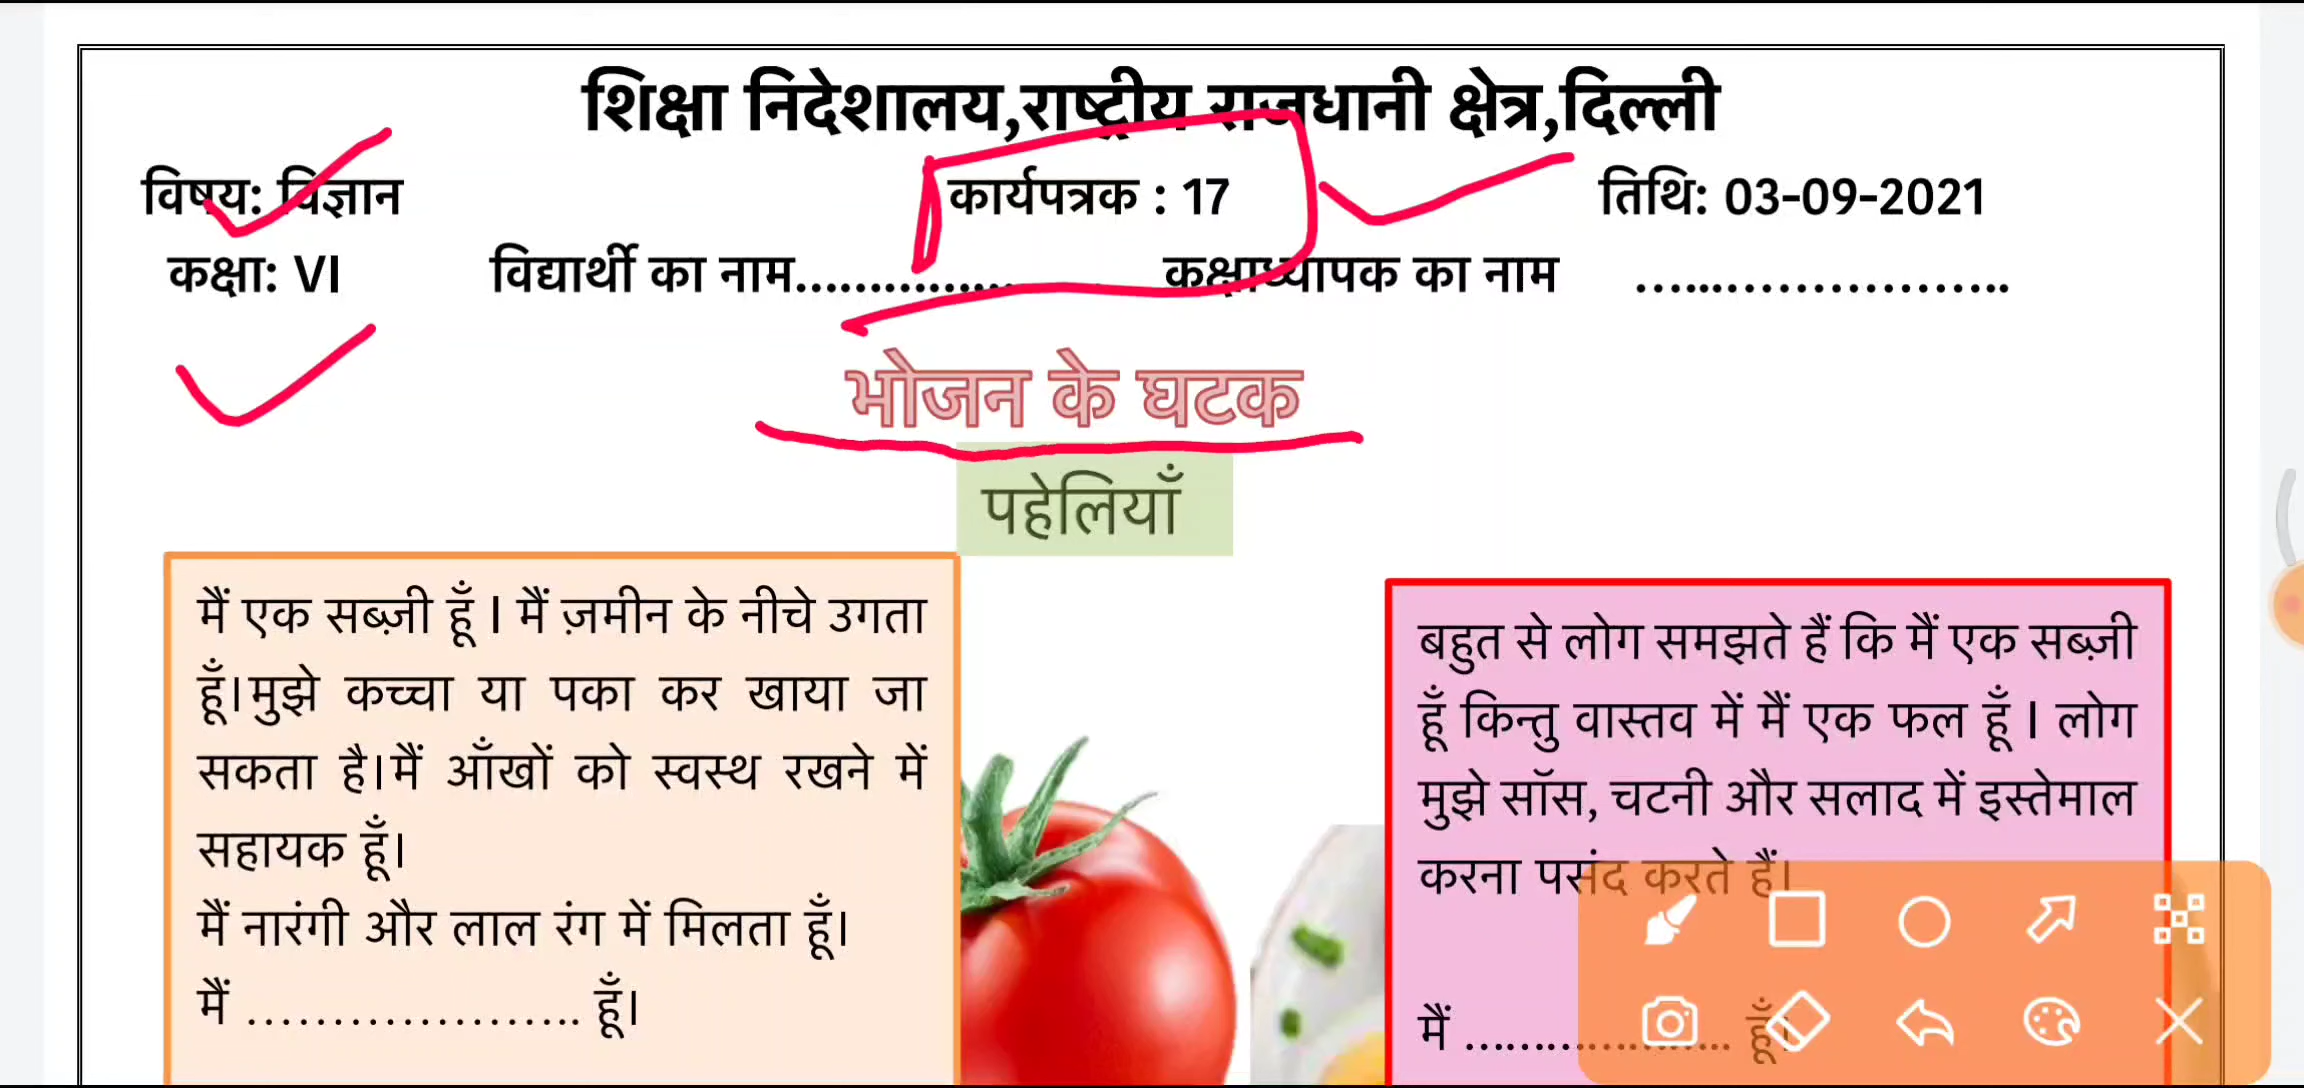 शिक्षा निदेशालय,राष्ट्रीय राजधानी क्षेत्र,दिल्ली
विषय: विज्ञान कार्यपत्रक : 17 तिथि: 03-09-2021
कक्षा: VI विद्यार्थी का नाम.................. कक्षाध्यापक का नाम ......................
भोजन के घटक
पहेलियाँ
मैं एक सब्ज़ी हूँ । मैं ज़मीन के नीचे उगता
हूँ।मुझे कच्चा या पका कर खाया जा
सकता है।मैं आँखों को स्वस्थ रखने में
सहायक हूँ।
मैं नारंगी और लाल रंग में मिलता हूँ।
मैं .................... हूँ।
बहुत से लोग समझते हैं कि मैं एक सब्ज़ी
हूँ किन्तु वास्तव में मैं एक फल हूँ । लोग
मुझे सॉस, चटनी और सलाद में इस्तेमाल
करना पसंद करते हैं।
मैं .................... हूँ।